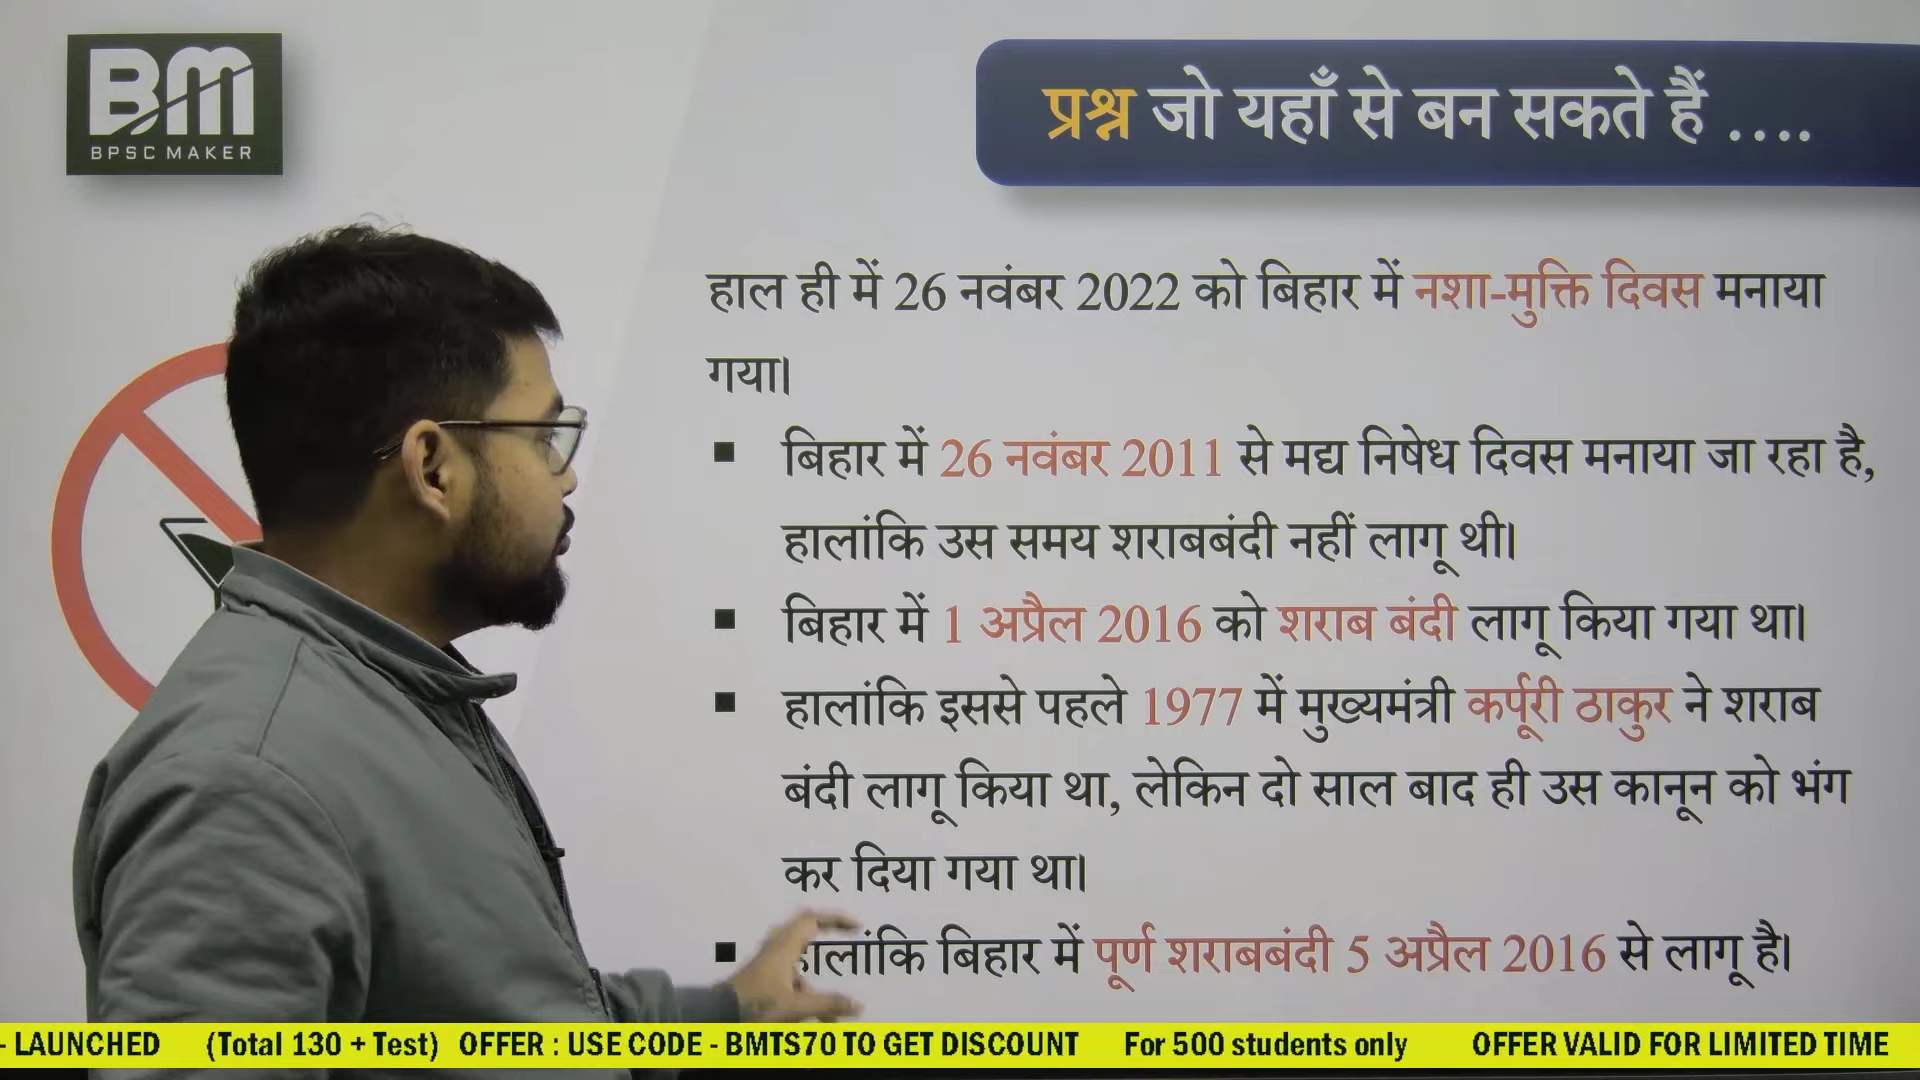 BM
BPSC MAKER
प्रश्न जो यहाँ से बन सकते हैं ....
हाल ही में 26 नवंबर 2022 को बिहार में नशा-मुक्ति दिवस मनाया
गया।
▪ बिहार में 26 नवंबर 2011 से मद्य निषेध दिवस मनाया जा रहा है,
हालांकि उस समय शराबबंदी नहीं लागू थी।
▪ बिहार में 1 अप्रैल 2016 को शराब बंदी लागू किया गया था।
▪ हालांकि इससे पहले 1977 में मुख्यमंत्री कर्पूरी ठाकुर ने शराब
बंदी लागू किया था, लेकिन दो साल बाद ही उस कानून को भंग
कर दिया गया था।
▪ हालांकि बिहार में पूर्ण शराबबंदी 5 अप्रैल 2016 से लागू है।
- LAUNCHED (Total 130 + Test) OFFER : USE CODE - BMTS70 TO GET DISCOUNT For 500 students only OFFER VALID FOR LIMITED TIME